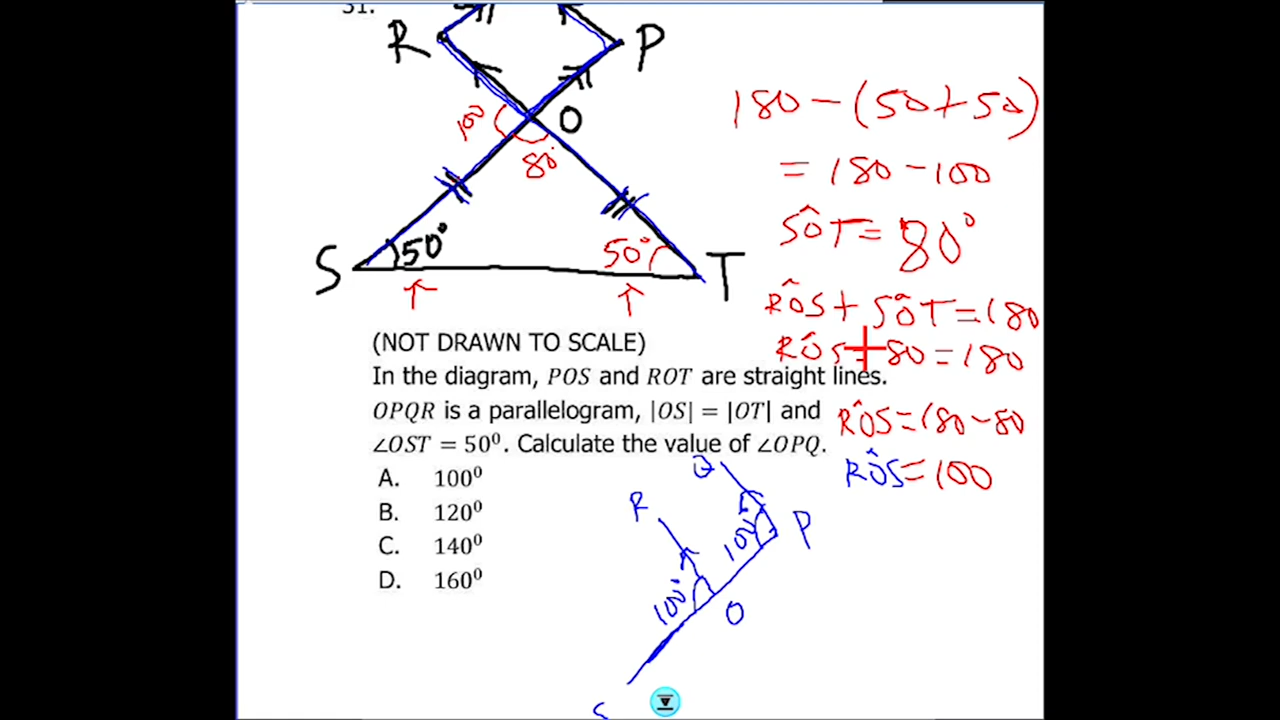 31.
R
P
100
O
80°
50°
50°
S
T
180 - (50 + 50)
= 180 - 100
SÔT = 80°
RÔS + SÔT = 180
RÔS + 80 = 180
RÔS = 180 - 80
RÔS = 100
(NOT DRAWN TO SCALE)
In the diagram, POS and ROT are straight lines.
OPQR is a parallelogram, |OS| = |OT| and
∠OST = 50⁰. Calculate the value of ∠OPQ.
A. 100⁰
B. 120⁰
C. 140⁰
D. 160⁰
Q
R
P
100°
100°
O
S